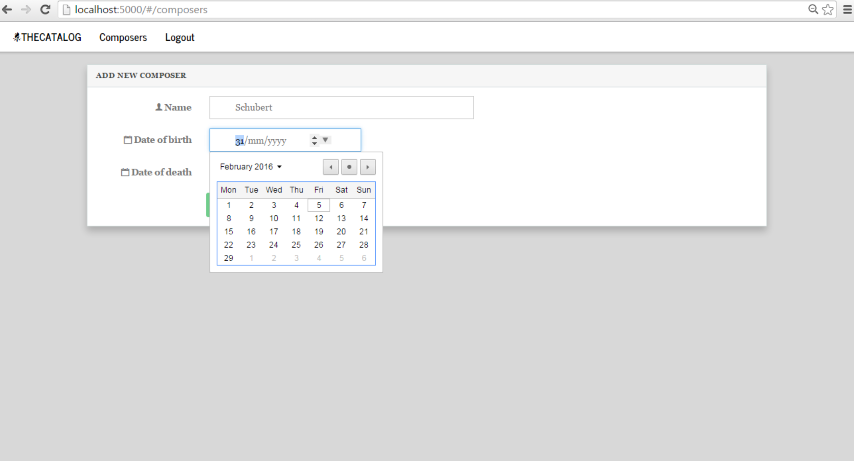 localhost:5000/#/composers
THECATALOG Composers Logout
ADD NEW COMPOSER
Name Schubert
Date of birth 31/mm/yyyy
Date of death
February 2016
Mon Tue Wed Thu Fri Sat Sun
1 2 3 4 5 6 7
8 9 10 11 12 13 14
15 16 17 18 19 20 21
22 23 24 25 26 27 28
29 1 2 3 4 5 6